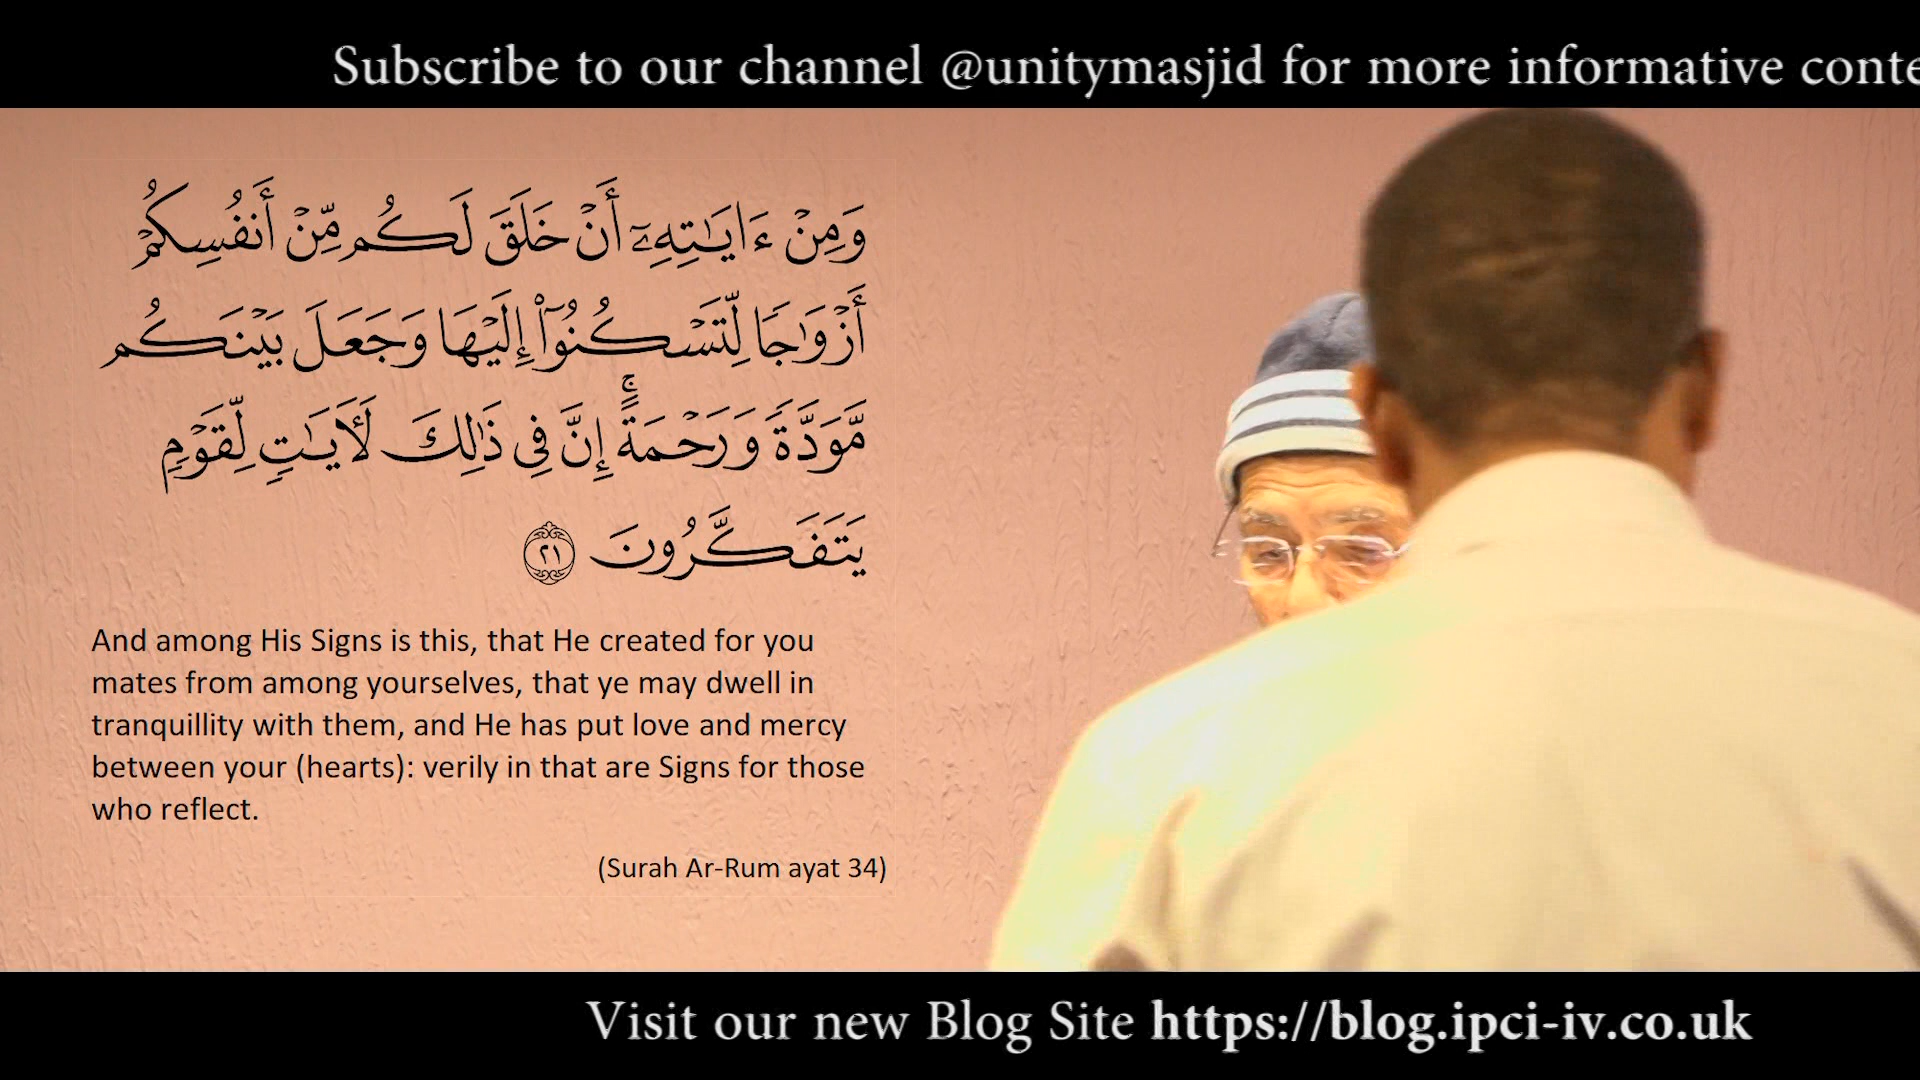 Subscribe to our channel @unitymasjid for more informative conte
وَمِنْ ءَايَـٰتِهِۦٓ أَنْ خَلَقَ لَكُم مِّنْ أَنفُسِكُمْ
أَزْوَٰجًا لِّتَسْكُنُوٓا۟ إِلَيْهَا وَجَعَلَ بَيْنَكُم
مَّوَدَّةً وَرَحْمَةً ۚ إِنَّ فِى ذَٰلِكَ لَـَٔايَـٰتٍ لِّقَوْمٍ
يَتَفَكَّرُونَ ٢١
And among His Signs is this, that He created for you
mates from among yourselves, that ye may dwell in
tranquillity with them, and He has put love and mercy
between your (hearts): verily in that are Signs for those
who reflect.
(Surah Ar-Rum ayat 34)
Visit our new Blog Site https://blog.ipci-iv.co.uk